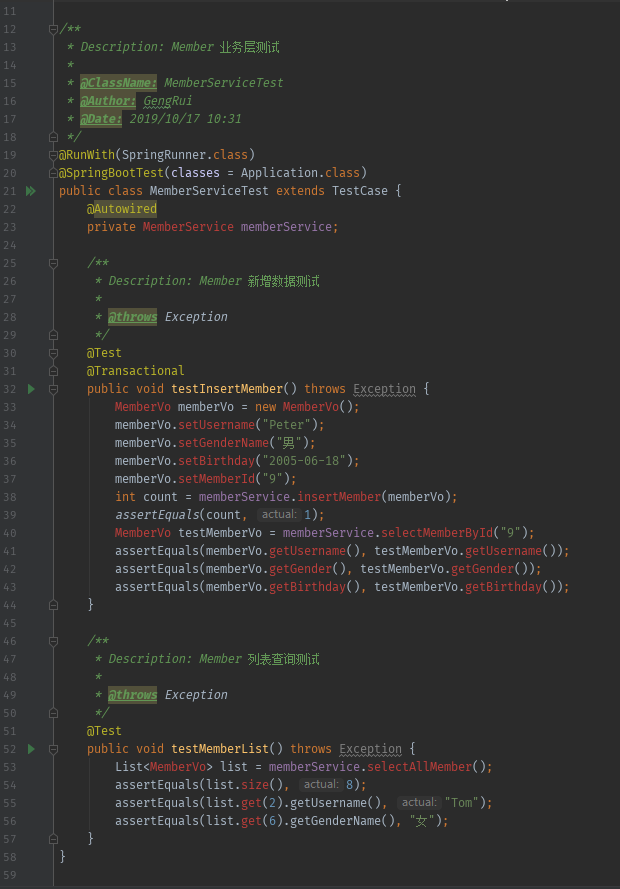 11
12 /**
13 * Description: Member 业务层测试
14 *
15 * @ClassName: MemberServiceTest
16 * @Author: GengRui
17 * @Date: 2019/10/17 10:31
18 */
19 @RunWith(SpringRunner.class)
20 @SpringBootTest(classes = Application.class)
21 public class MemberServiceTest extends TestCase {
22 @Autowired
23 private MemberService memberService;
24
25 /**
26 * Description: Member 新增数据测试
27 *
28 * @throws Exception
29 */
30 @Test
31 @Transactional
32 public void testInsertMember() throws Exception {
33 MemberVo memberVo = new MemberVo();
34 memberVo.setUsername("Peter");
35 memberVo.setGenderName("男");
36 memberVo.setBirthday("2005-06-18");
37 memberVo.setMemberId("9");
38 int count = memberService.insertMember(memberVo);
39 assertEquals(count, actual: 1);
40 MemberVo testMemberVo = memberService.selectMemberById("9");
41 assertEquals(memberVo.getUsername(), testMemberVo.getUsername());
42 assertEquals(memberVo.getGender(), testMemberVo.getGender());
43 assertEquals(memberVo.getBirthday(), testMemberVo.getBirthday());
44 }
45
46 /**
47 * Description: Member 列表查询测试
48 *
49 * @throws Exception
50 */
51 @Test
52 public void testMemberList() throws Exception {
53 List<MemberVo> list = memberService.selectAllMember();
54 assertEquals(list.size(), actual: 8);
55 assertEquals(list.get(2).getUsername(), actual: "Tom");
56 assertEquals(list.get(6).getGenderName(), "女");
57 }
58 }
59